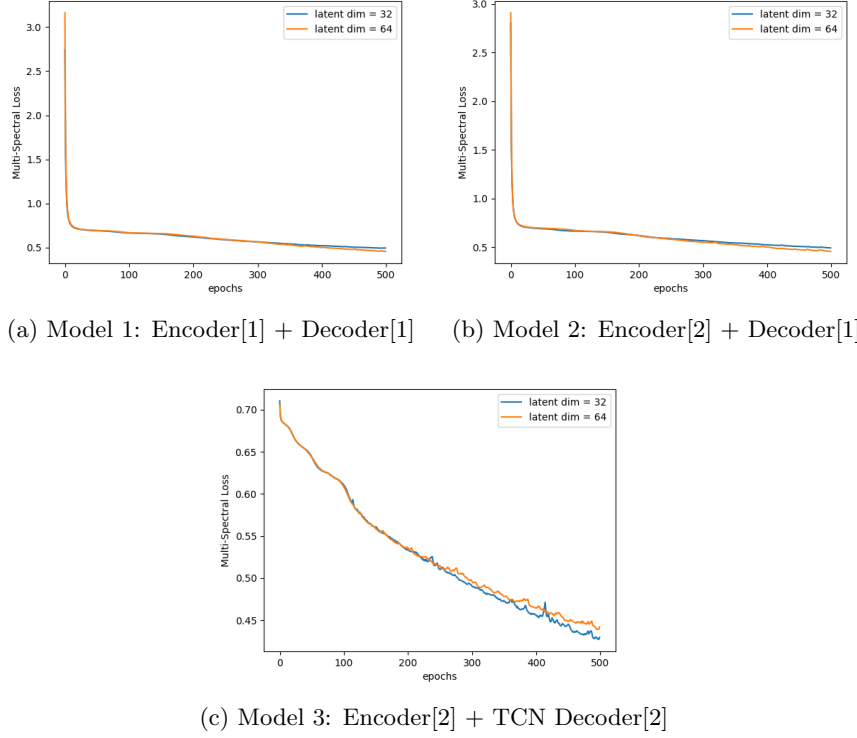 latent dim = 32
latent dim = 64
3.0
2.5
2.0
1.5
1.0
0.5
Multi-Spectral Loss
0 100 200 300 400 500
epochs
(a) Model 1: Encoder[1] + Decoder[1]
latent dim = 32
latent dim = 64
3.0
2.5
2.0
1.5
1.0
0.5
Multi-Spectral Loss
0 100 200 300 400 500
epochs
(b) Model 2: Encoder[2] + Decoder[1]
latent dim = 32
latent dim = 64
0.70
0.65
0.60
0.55
0.50
0.45
Multi-Spectral Loss
0 100 200 300 400 500
epochs
(c) Model 3: Encoder[2] + TCN Decoder[2]